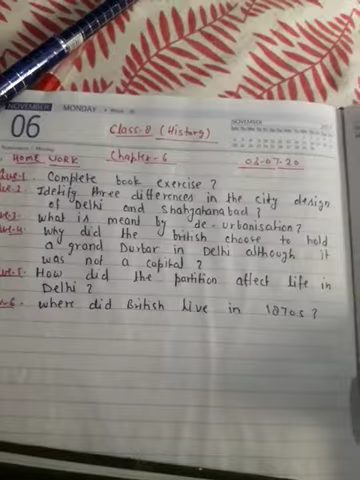 NOVEMBER
MONDAY
06
NOVEMBER
Class-8 (History)
HOME WORK Chapter-6 03-07-20
Complete book exercise ?
Idetify three differences in the city design
of Delhi and Shahjahanabad ?
What is meant by de-urbanisation ?
Why did the british choose to hold
a grand Durbar in Delhi although it
was not a capital ?
How did the partition affect life in
Delhi ?
where did British live in 1870s ?